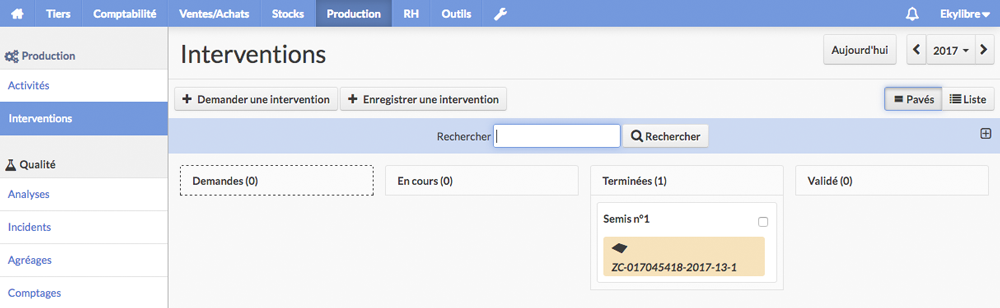 Tiers Comptabilité Ventes/Achats Stocks Production RH Outils Ekylibre
Production
Activités
Interventions
Qualité
Analyses
Incidents
Agréages
Comptages
Interventions
Aujourd'hui 2017
Demander une intervention Enregistrer une intervention Pavés Liste
Rechercher Rechercher
Demandes (0) En cours (0) Terminées (1) Validé (0)
Semis n°1
ZC-017045418-2017-13-1